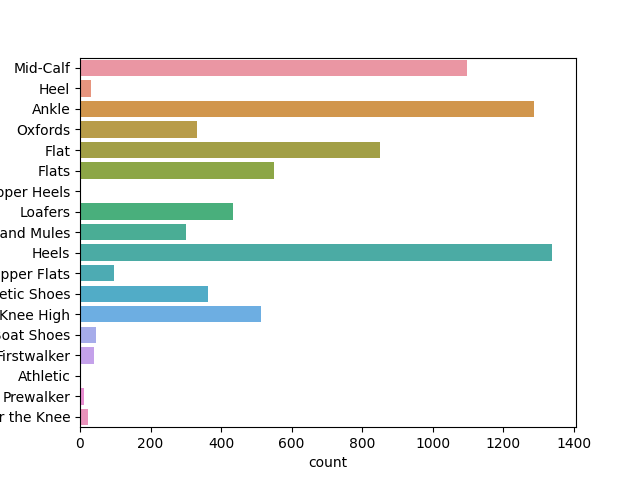 Mid-Calf
Heel
Ankle
Oxfords
Flat
Flats
pper Heels
Loafers
and Mules
Heels
pper Flats
etic Shoes
Knee High
Boat Shoes
Firstwalker
Athletic
Prewalker
r the Knee
0 200 400 600 800 1000 1200 1400
count